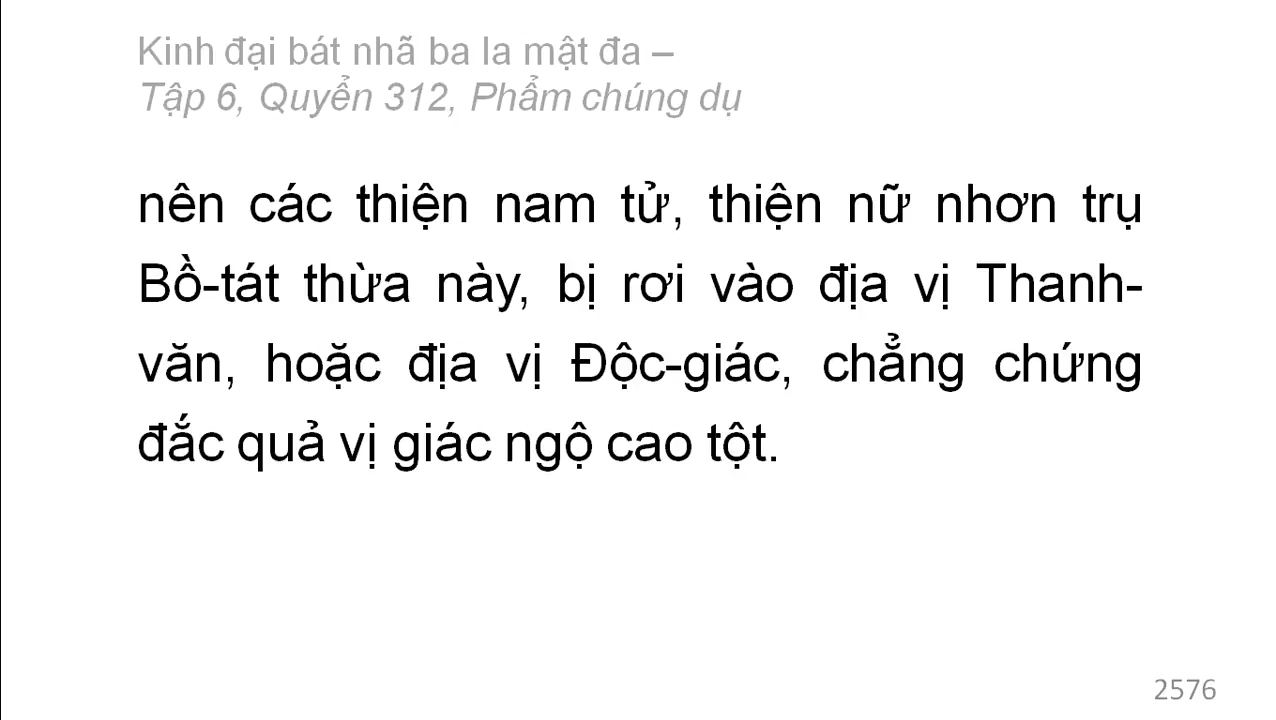 Kinh đại bát nhã ba la mật đa –
Tập 6, Quyển 312, Phẩm chúng dụ
nên các thiện nam tử, thiện nữ nhơn trụ
Bồ-tát thừa này, bị rơi vào địa vị Thanh-
văn, hoặc địa vị Độc-giác, chẳng chứng
đắc quả vị giác ngộ cao tột.
2576